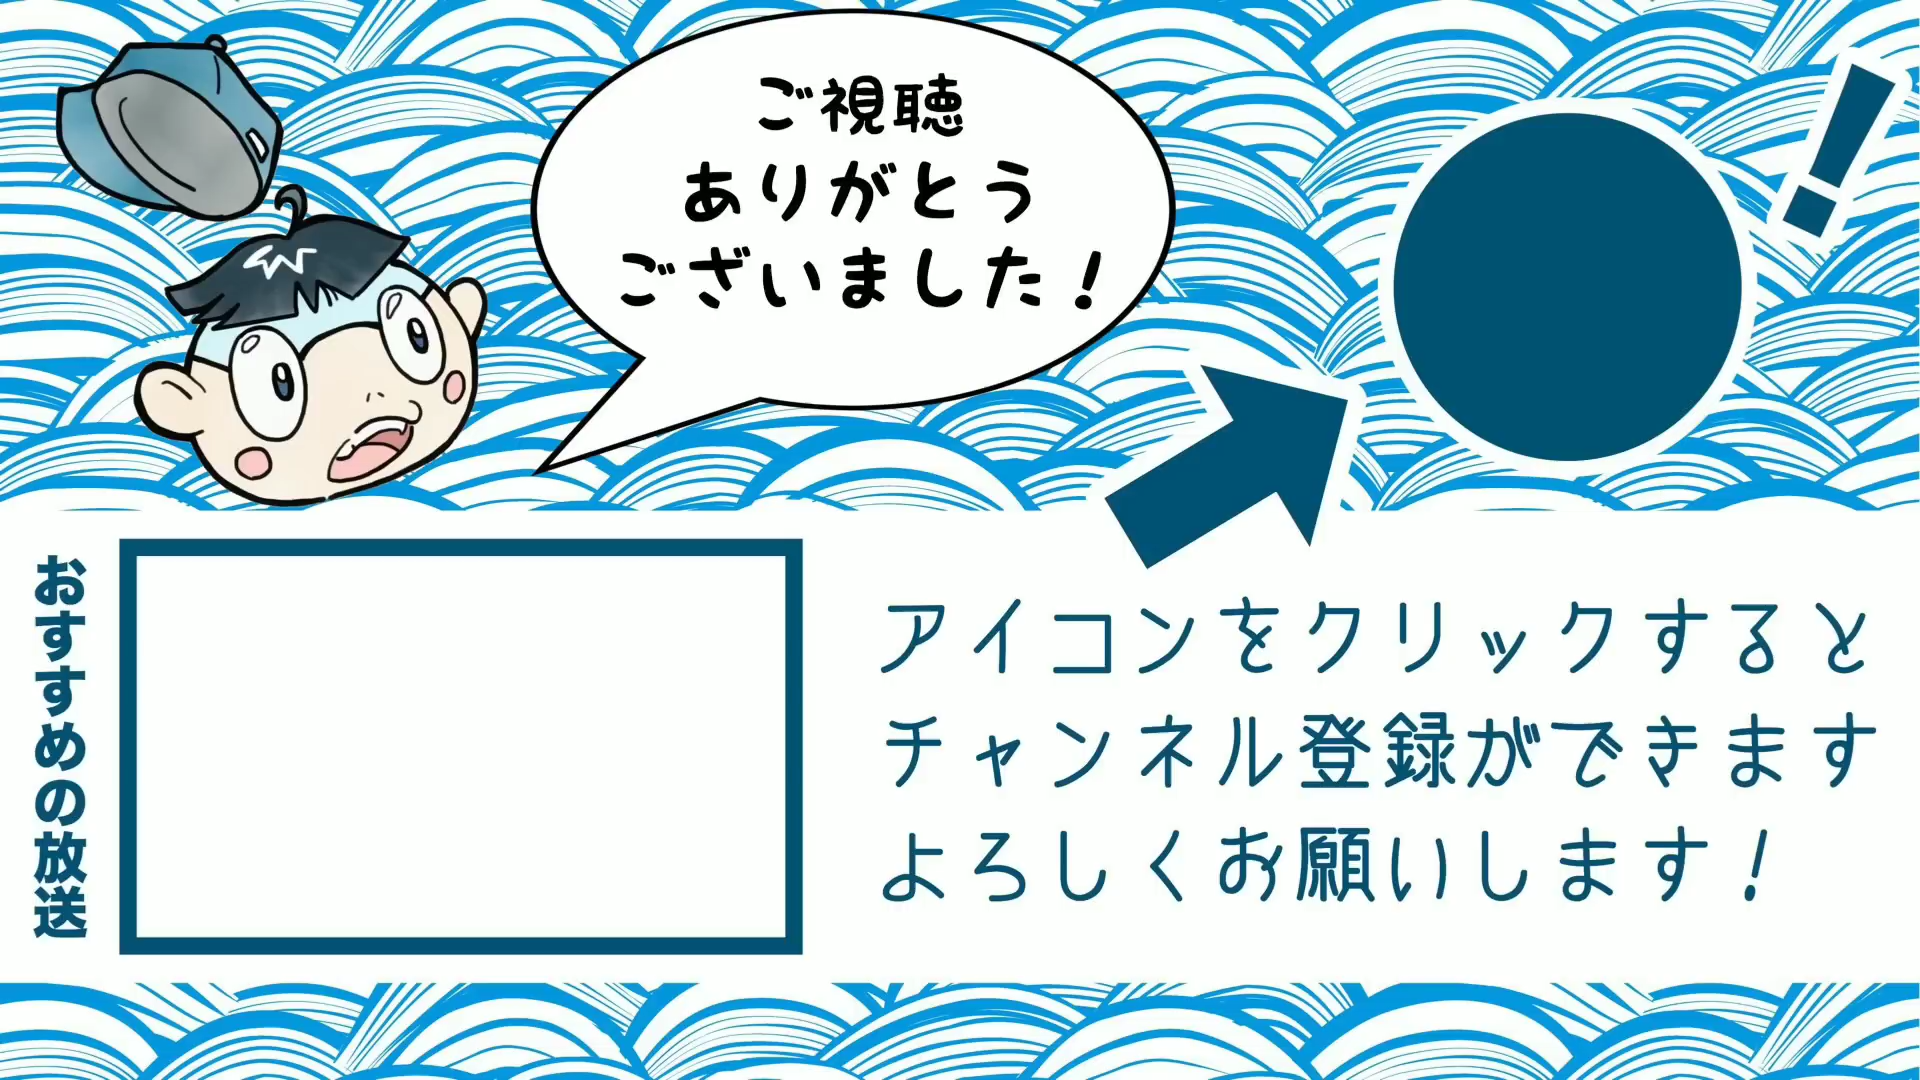 ご視聴
ありがとう
ございました！
おすすめの放送
アイコンをクリックすると
チャンネル登録ができます
よろしくお願いします！